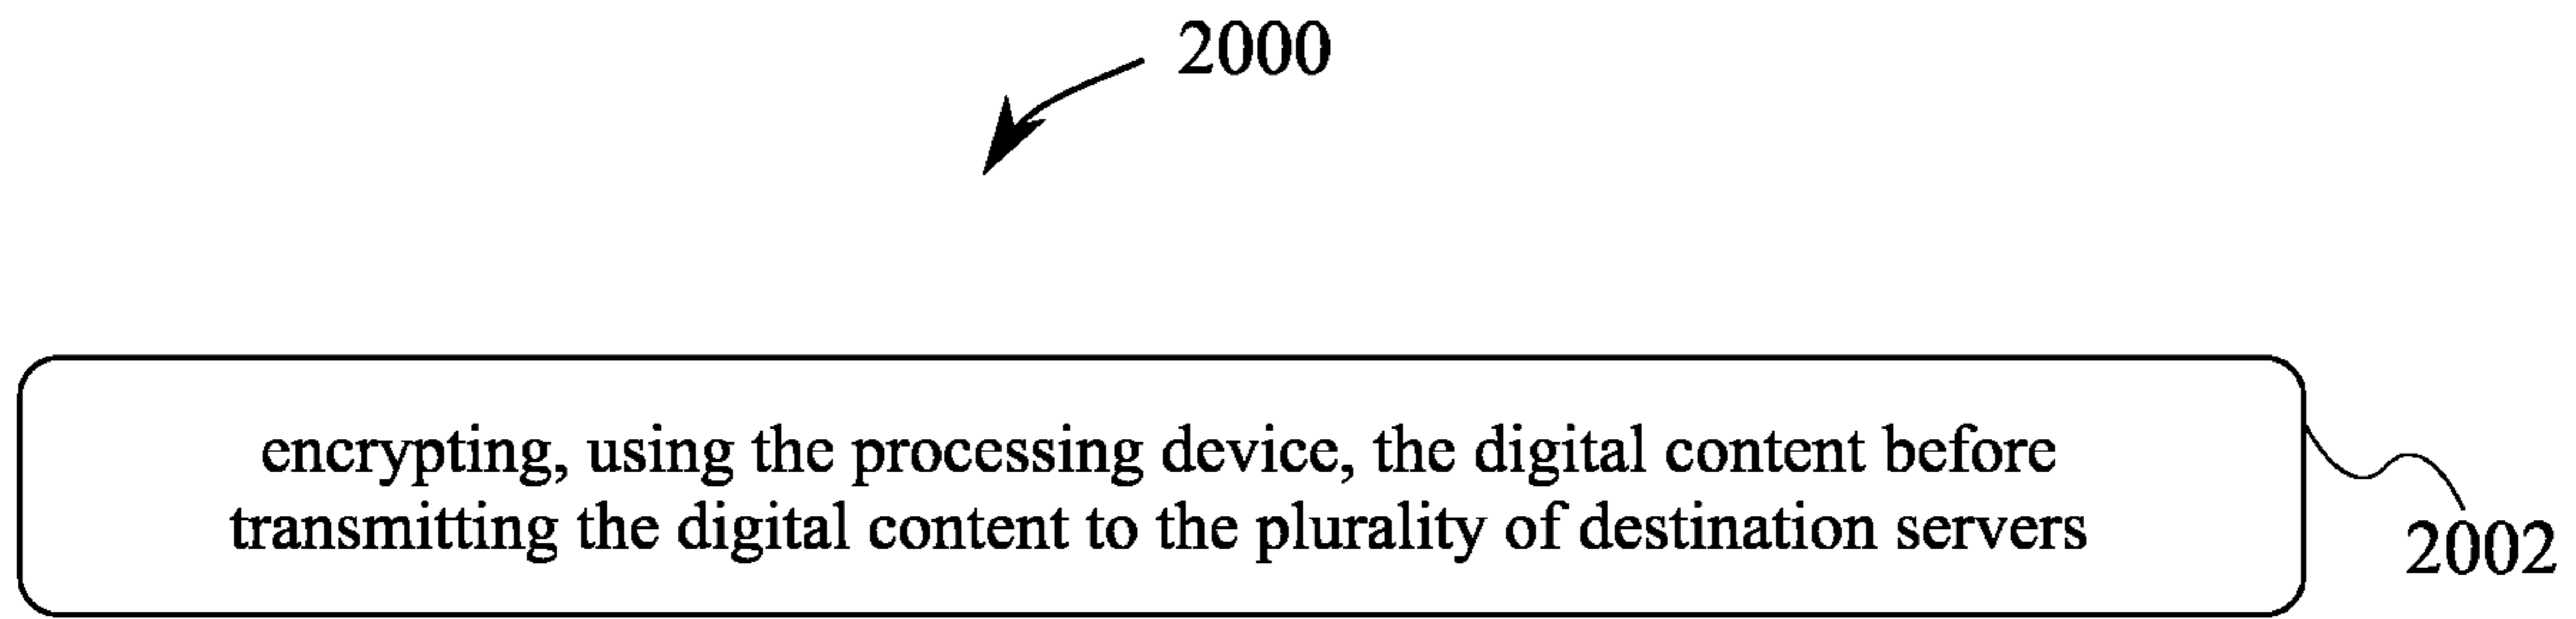 2000
encrypting, using the processing device, the digital content before
transmitting the digital content to the plurality of destination servers
2002